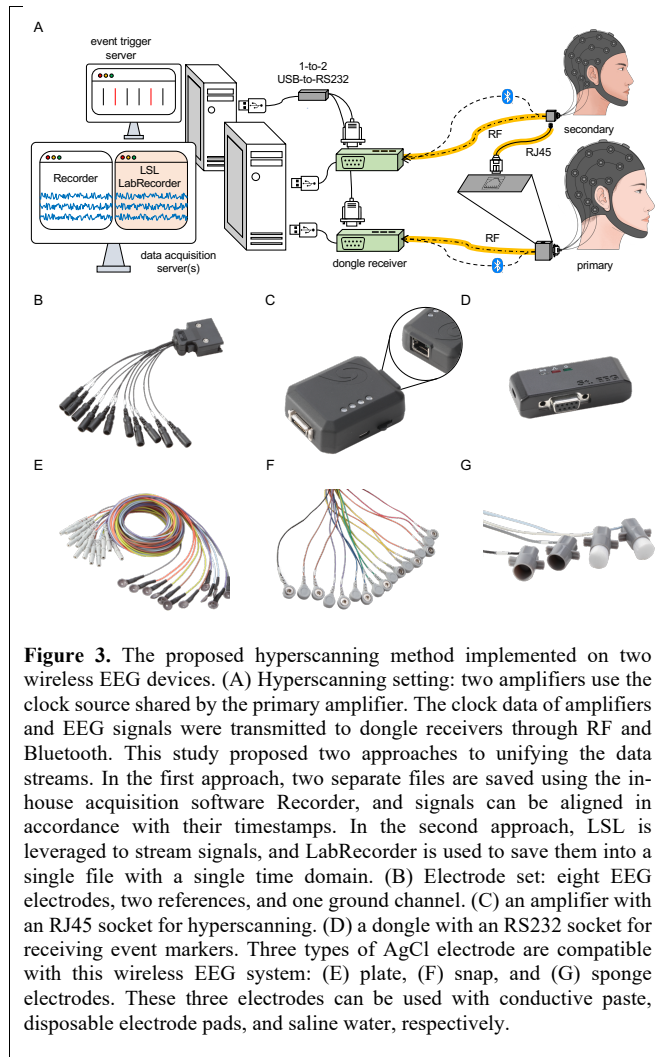 A
event trigger
server
1-to-2
USB-to-RS232
secondary
RF
RJ45
Recorder
LSL
LabRecorder
RF
data acquisition
server(s)
dongle receiver
primary
B
C
D
E
F
G
Figure 3. The proposed hyperscanning method implemented on two
wireless EEG devices. (A) Hyperscanning setting: two amplifiers use the
clock source shared by the primary amplifier. The clock data of amplifiers
and EEG signals were transmitted to dongle receivers through RF and
Bluetooth. This study proposed two approaches to unifying the data
streams. In the first approach, two separate files are saved using the in-
house acquisition software Recorder, and signals can be aligned in
accordance with their timestamps. In the second approach, LSL is
leveraged to stream signals, and LabRecorder is used to save them into a
single file with a single time domain. (B) Electrode set: eight EEG
electrodes, two references, and one ground channel. (C) an amplifier with
an RJ45 socket for hyperscanning. (D) a dongle with an RS232 socket for
receiving event markers. Three types of AgCl electrode are compatible
with this wireless EEG system: (E) plate, (F) snap, and (G) sponge
electrodes. These three electrodes can be used with conductive paste,
disposable electrode pads, and saline water, respectively.